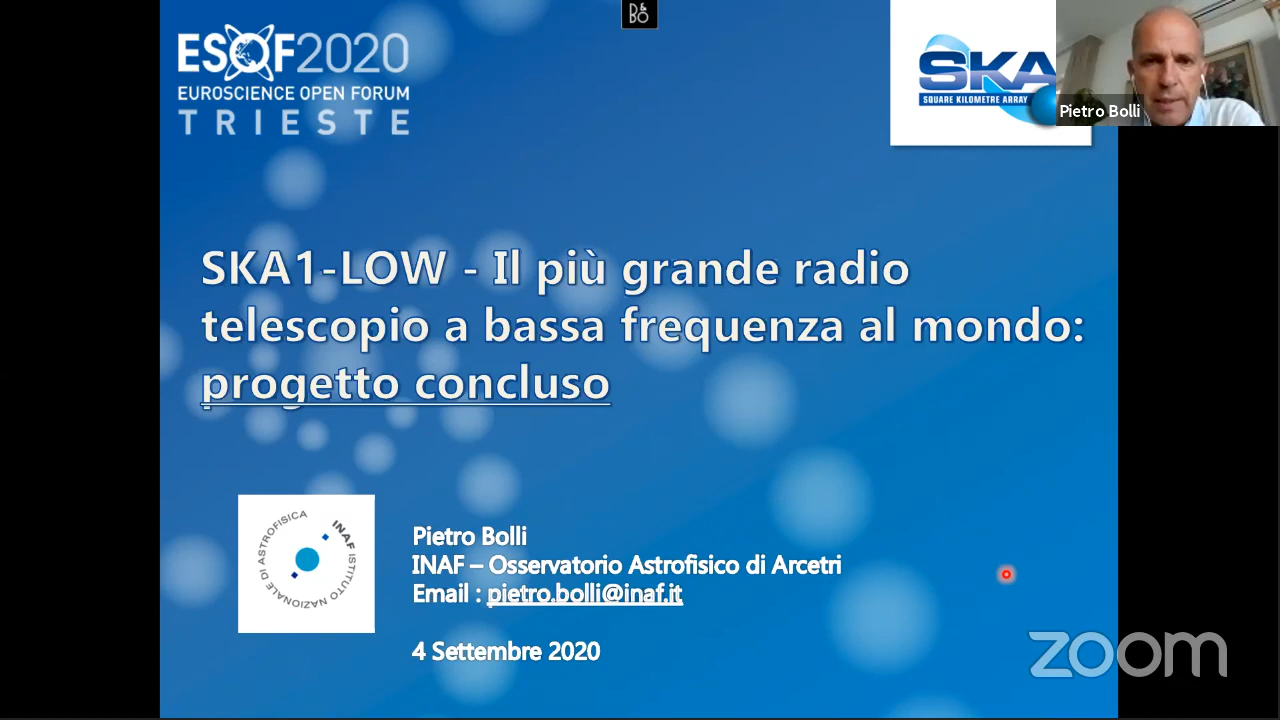 B&O
ESOF2020
EUROSCIENCE OPEN FORUM
TRIESTE
SKA
SQUARE KILOMETRE ARRAY
Pietro Bolli
SKA1-LOW - Il più grande radio
telescopio a bassa frequenza al mondo:
progetto concluso
INAF ISTITUTO NAZIONALE DI ASTROFISICA
Pietro Bolli
INAF – Osservatorio Astrofisico di Arcetri
Email : pietro.bolli@inaf.it
4 Settembre 2020
zoom